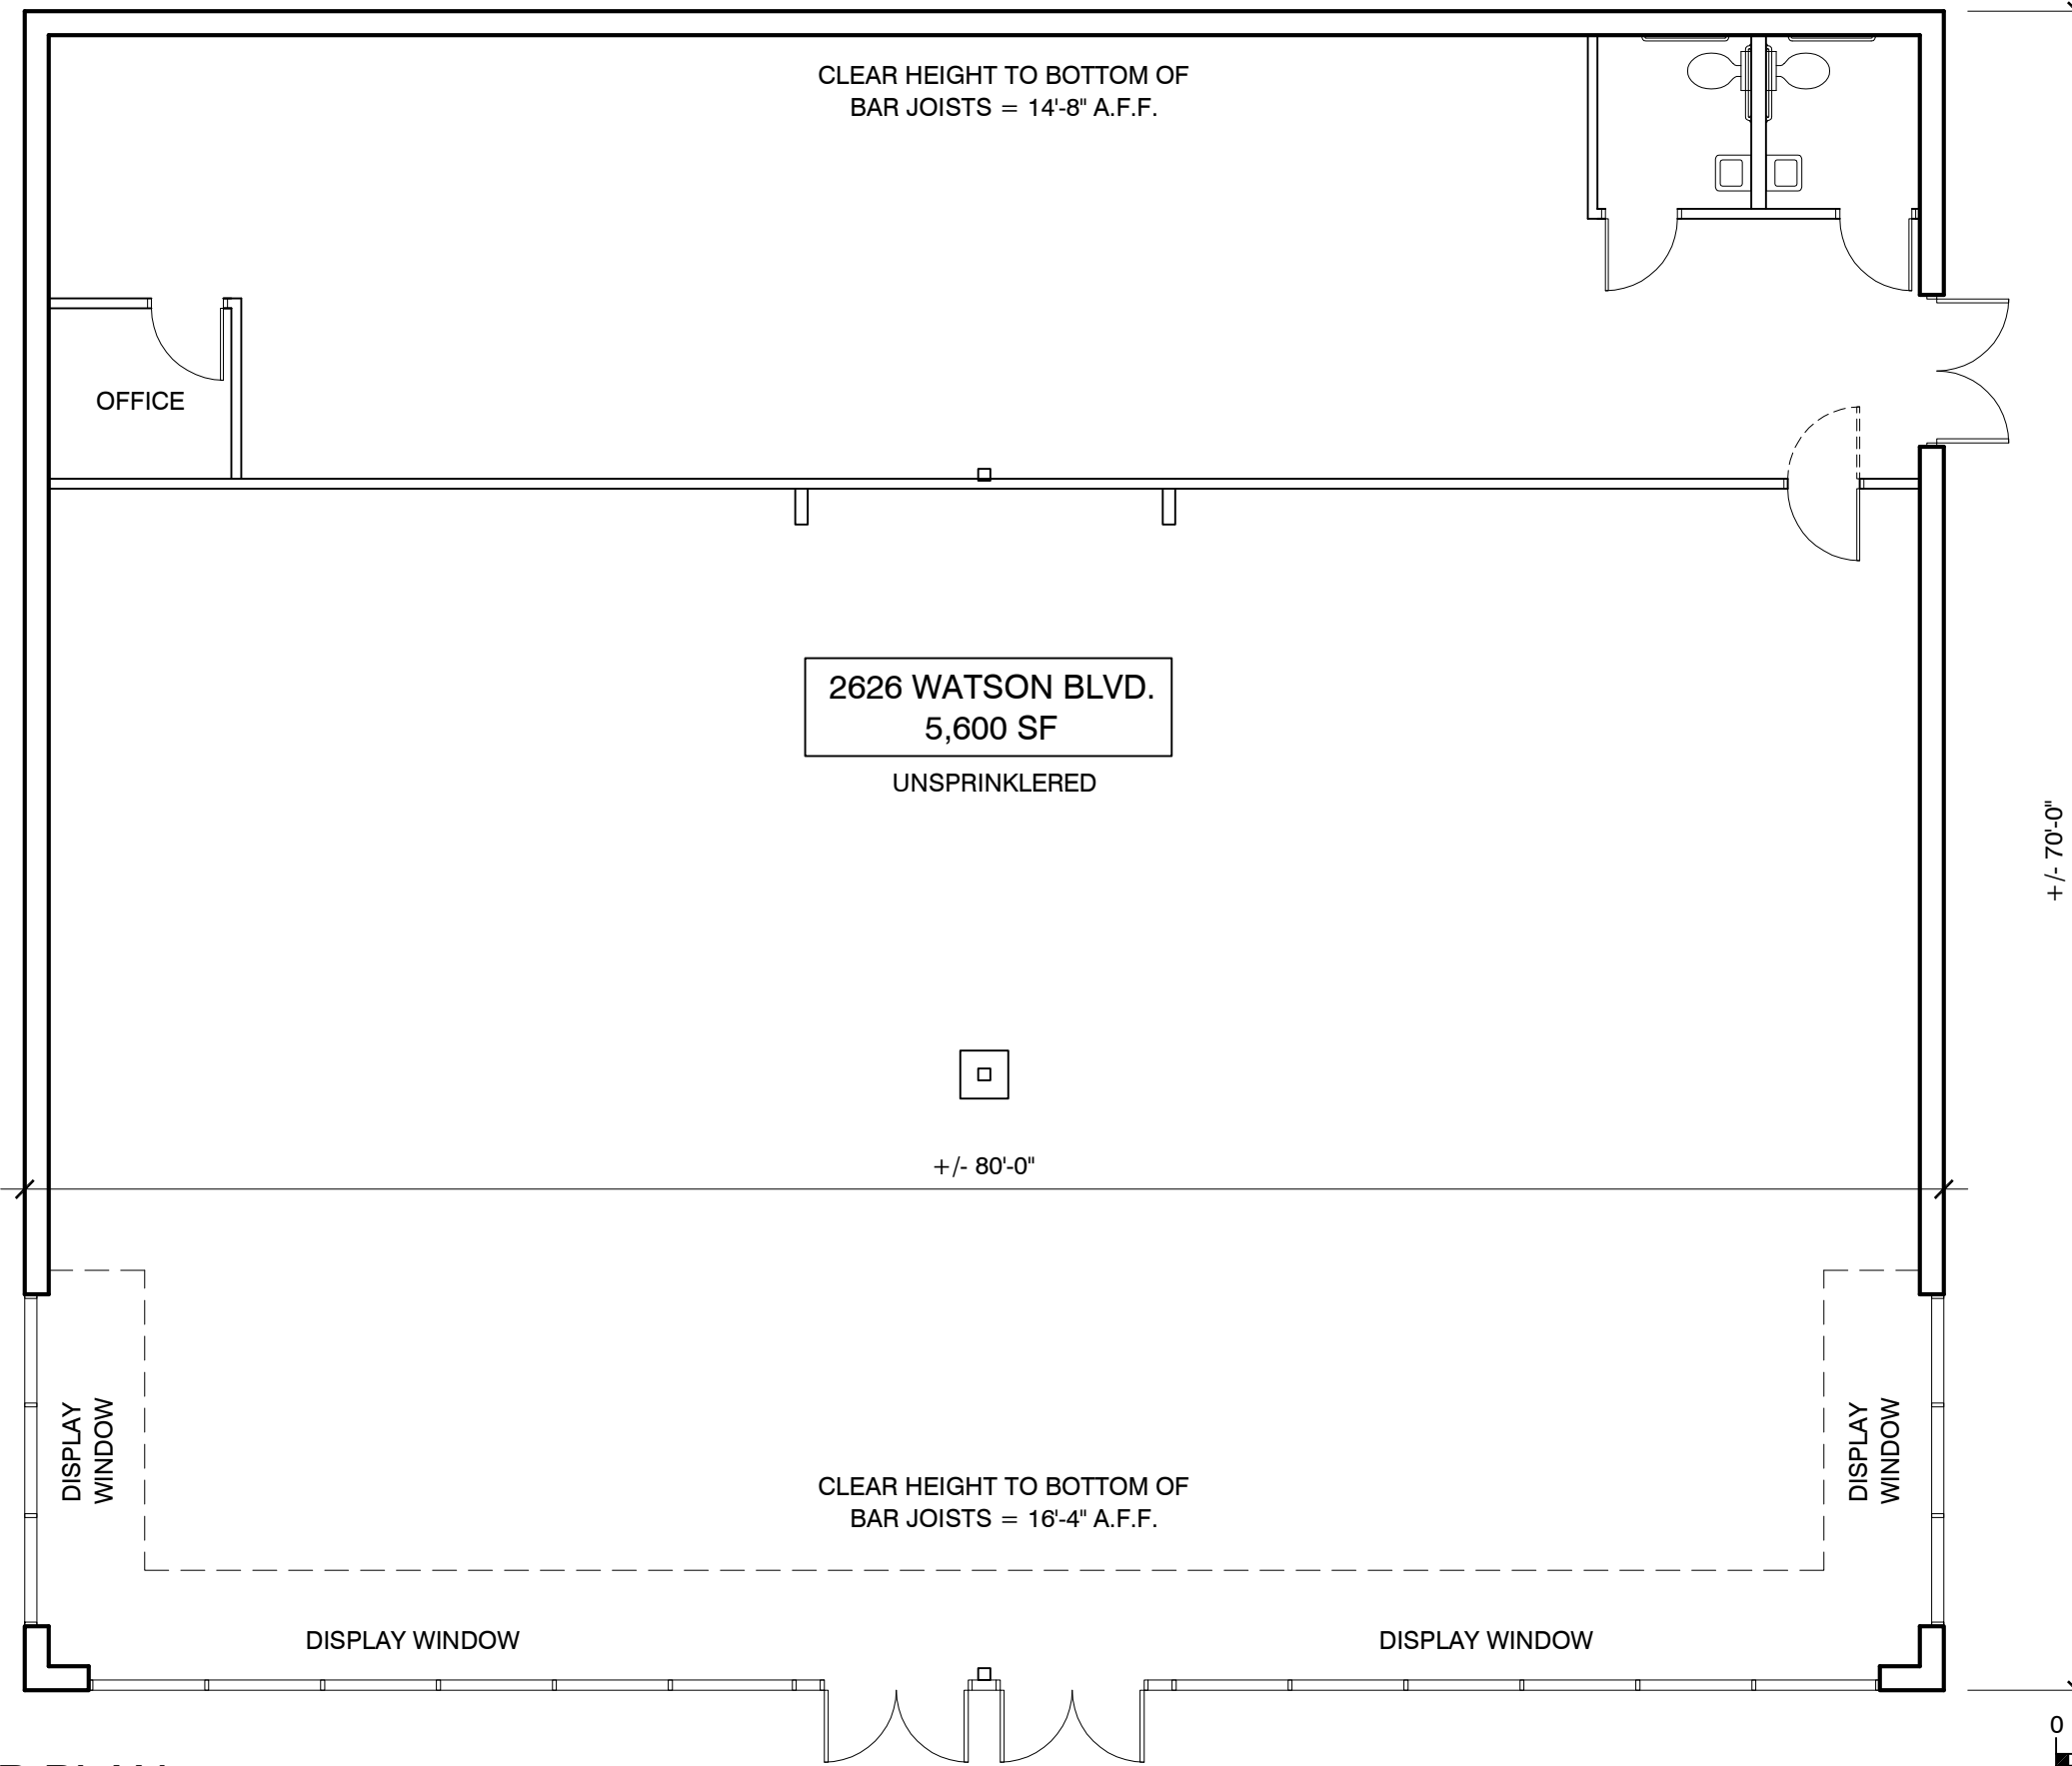 CLEAR HEIGHT TO BOTTOM OF
BAR JOISTS = 14'-8" A.F.F.
OFFICE
2626 WATSON BLVD.
5,600 SF
UNSPRINKLERED
+/- 70'-0"
+/- 80'-0"
DISPLAY
WINDOW
DISPLAY
WINDOW
CLEAR HEIGHT TO BOTTOM OF
BAR JOISTS = 16'-4" A.F.F.
DISPLAY WINDOW
DISPLAY WINDOW
0
PLAN